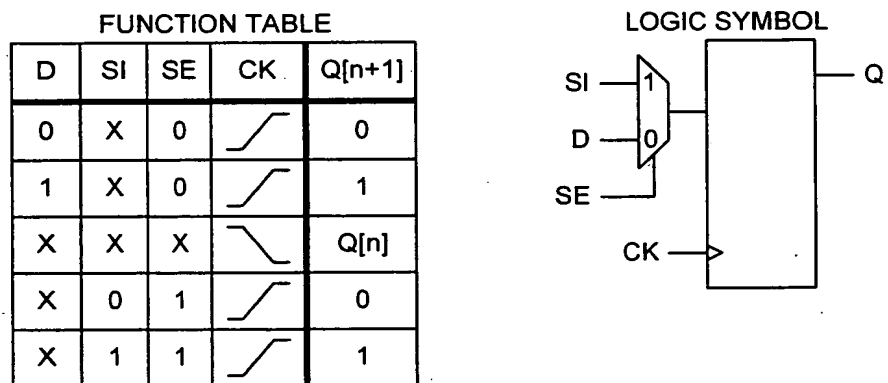 FUNCTION TABLE
D SI SE CK Q[n+1]
0 X 0 0
1 X 0 1
X X X Q[n]
X 0 1 0
X 1 1 1
LOGIC SYMBOL
SI 1 Q
D 0
SE
CK